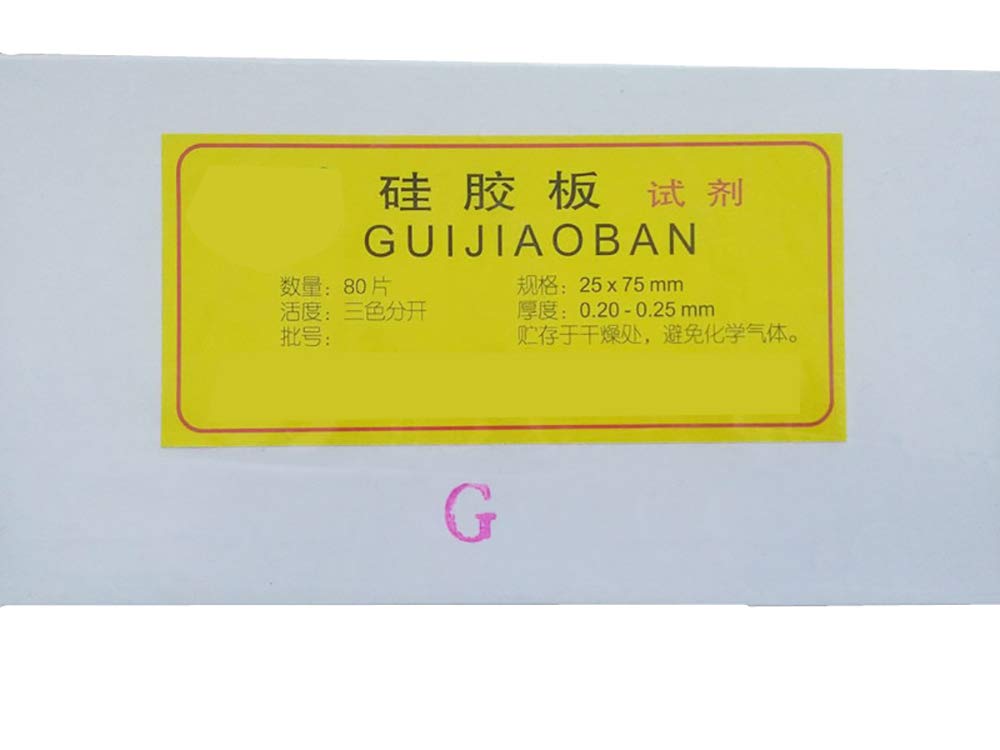 硅胶板 试剂
GUIJIAOBAN
数量：80片 规格：25 x 75 mm
活度：三色分开 厚度：0.20 - 0.25 mm
批号： 贮存于干燥处，避免化学气体。
G